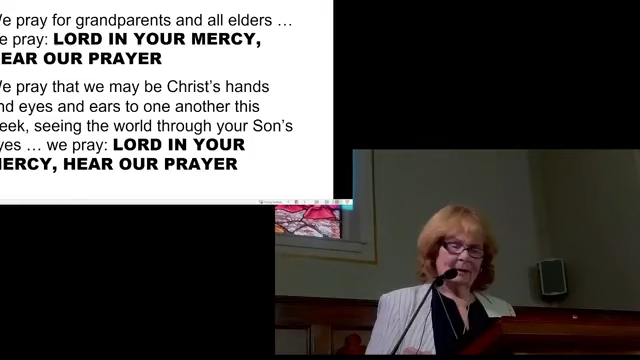 e pray for grandparents and all elders …
e pray: LORD IN YOUR MERCY,
EAR OUR PRAYER
e pray that we may be Christ's hands
nd eyes and ears to one another this
eek, seeing the world through your Son's
yes … we pray: LORD IN YOUR
ERCY, HEAR OUR PRAYER